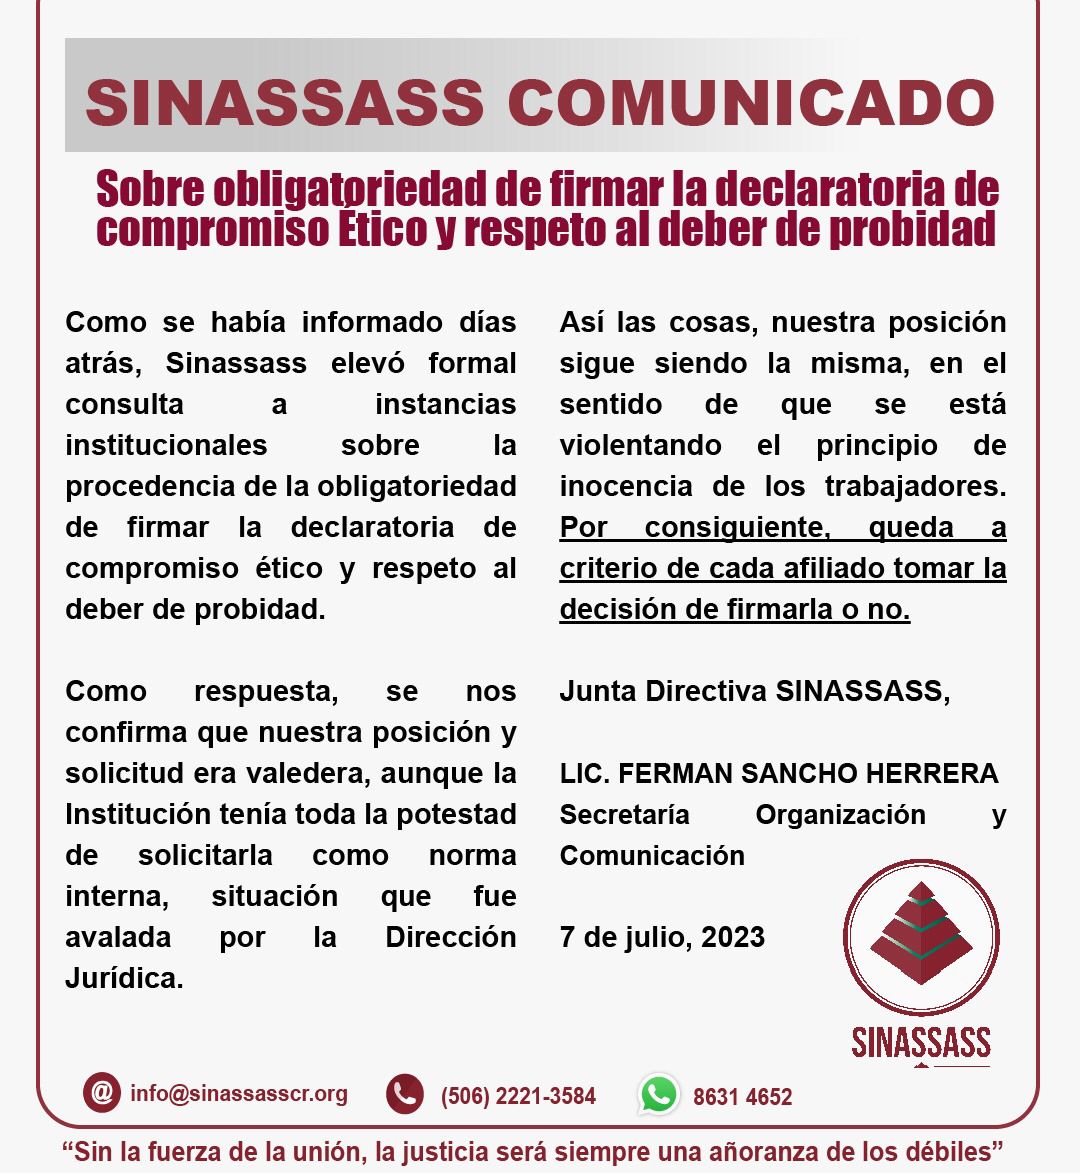 SINASSASS COMUNICADO
Sobre obligatoriedad de firmar la declaratoria de
compromiso Ético y respeto al deber de probidad
Como se había informado días
atrás, Sinassass elevó formal
consulta a instancias
institucionales sobre la
procedencia de la obligatoriedad
de firmar la declaratoria de
compromiso ético y respeto al
deber de probidad.
Como respuesta, se nos
confirma que nuestra posición y
solicitud era valedera, aunque la
Institución tenía toda la potestad
de solicitarla como norma
interna, situación que fue
avalada por la Dirección
Jurídica.
Así las cosas, nuestra posición
sigue siendo la misma, en el
sentido de que se está
violentando el principio de
inocencia de los trabajadores.
Por consiguiente, queda a
criterio de cada afiliado tomar la
decisión de firmarla o no.
Junta Directiva SINASSASS,
LIC. FERMAN SANCHO HERRERA
Secretaría Organización y
Comunicación
7 de julio, 2023
SINASSASS
info@sinassasscr.org
(506) 2221-3584
8631 4652
“Sin la fuerza de la unión, la justicia será siempre una añoranza de los débiles”